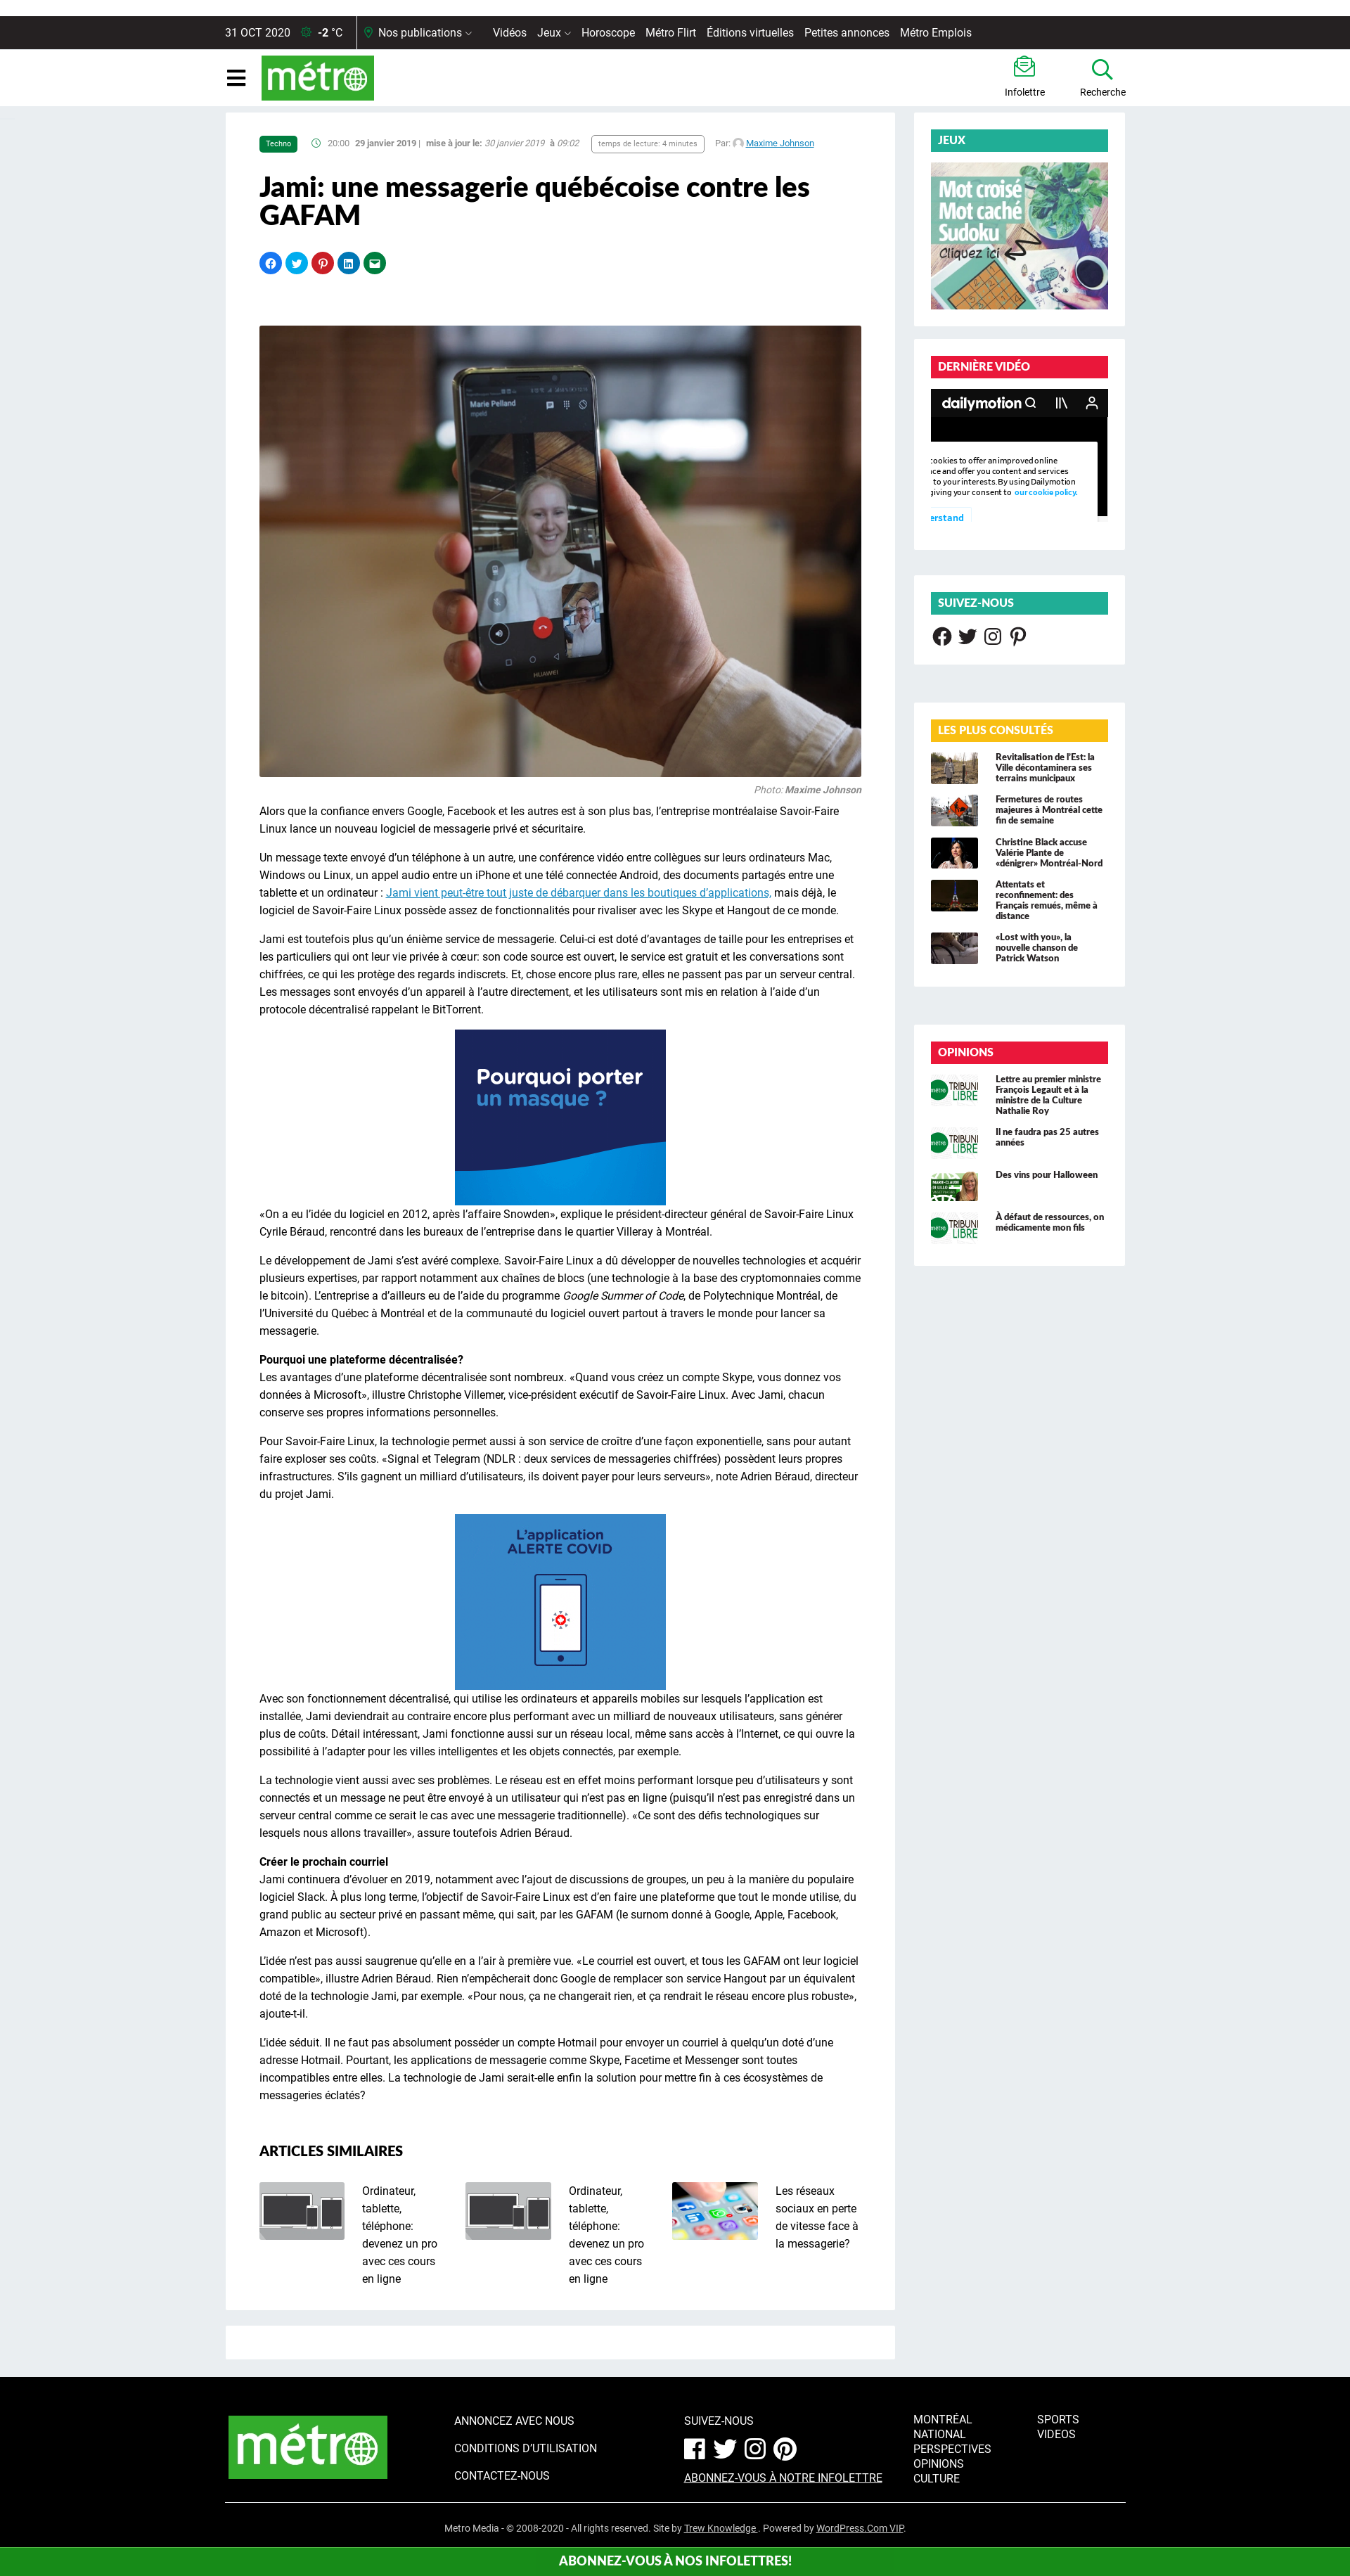 31 OCT 2020 -2 °C Nos publications Vidéos Jeux Horoscope Métro Flirt Éditions virtuelles Petites annonces Métro Emplois
métro
Infolettre
Recherche
Techno 20:00 29 janvier 2019 | mise à jour le: 30 janvier 2019 à 09:02 temps de lecture: 4 minutes Par: Maxime Johnson
Jami: une messagerie québécoise contre les
GAFAM
Marie Pelland
HUAWEI
Photo: Maxime Johnson
Alors que la confiance envers Google, Facebook et les autres est à son plus bas, l’entreprise montréalaise Savoir-Faire
Linux lance un nouveau logiciel de messagerie privé et sécuritaire.
Un message texte envoyé d’un téléphone à un autre, une conférence vidéo entre collègues sur leurs ordinateurs Mac,
Windows ou Linux, un appel audio entre un iPhone et une télé connectée Android, des documents partagés entre une
tablette et un ordinateur : Jami vient peut-être tout juste de débarquer dans les boutiques d’applications, mais déjà, le
logiciel de Savoir-Faire Linux possède assez de fonctionnalités pour rivaliser avec les Skype et Hangout de ce monde.
Jami est toutefois plus qu’un énième service de messagerie. Celui-ci est doté d’avantages de taille pour les entreprises et
les particuliers qui ont leur vie privée à cœur: son code source est ouvert, le service est gratuit et les conversations sont
chiffrées, ce qui les protège des regards indiscrets. Et, chose encore plus rare, elles ne passent pas par un serveur central.
Les messages sont envoyés d’un appareil à l’autre directement, et les utilisateurs sont mis en relation à l’aide d’un
protocole décentralisé rappelant le BitTorrent.
Pourquoi porter
un masque ?
«On a eu l’idée du logiciel en 2012, après l’affaire Snowden», explique le président-directeur général de Savoir-Faire Linux
Cyrile Béraud, rencontré dans les bureaux de l’entreprise dans le quartier Villeray à Montréal.
Le développement de Jami s’est avéré complexe. Savoir-Faire Linux a dû développer de nouvelles technologies et acquérir
plusieurs expertises, par rapport notamment aux chaînes de blocs (une technologie à la base des cryptomonnaies comme
le bitcoin). L’entreprise a d’ailleurs eu de l’aide du programme Google Summer of Code, de Polytechnique Montréal, de
l’Université du Québec à Montréal et de la communauté du logiciel ouvert partout à travers le monde pour lancer sa
messagerie.
Pourquoi une plateforme décentralisée?
Les avantages d’une plateforme décentralisée sont nombreux. «Quand vous créez un compte Skype, vous donnez vos
données à Microsoft», illustre Christophe Villemer, vice-président exécutif de Savoir-Faire Linux. Avec Jami, chacun
conserve ses propres informations personnelles.
Pour Savoir-Faire Linux, la technologie permet aussi à son service de croître d’une façon exponentielle, sans pour autant
faire exploser ses coûts. «Signal et Telegram (NDLR : deux services de messageries chiffrées) possèdent leurs propres
infrastructures. S’ils gagnent un milliard d’utilisateurs, ils doivent payer pour leurs serveurs», note Adrien Béraud, directeur
du projet Jami.
L’application
ALERTE COVID
Avec son fonctionnement décentralisé, qui utilise les ordinateurs et appareils mobiles sur lesquels l’application est
installée, Jami deviendrait au contraire encore plus performant avec un milliard de nouveaux utilisateurs, sans générer
plus de coûts. Détail intéressant, Jami fonctionne aussi sur un réseau local, même sans accès à l’Internet, ce qui ouvre la
possibilité à l’adapter pour les villes intelligentes et les objets connectés, par exemple.
La technologie vient aussi avec ses problèmes. Le réseau est en effet moins performant lorsque peu d’utilisateurs y sont
connectés et un message ne peut être envoyé à un utilisateur qui n’est pas en ligne (puisqu’il n’est pas enregistré dans un
serveur central comme ce serait le cas avec une messagerie traditionnelle). «Ce sont des défis technologiques sur
lesquels nous allons travailler», assure toutefois Adrien Béraud.
Créer le prochain courriel
Jami continuera d’évoluer en 2019, notamment avec l’ajout de discussions de groupes, un peu à la manière du populaire
logiciel Slack. À plus long terme, l’objectif de Savoir-Faire Linux est d’en faire une plateforme que tout le monde utilise, du
grand public au secteur privé en passant même, qui sait, par les GAFAM (le surnom donné à Google, Apple, Facebook,
Amazon et Microsoft).
L’idée n’est pas aussi saugrenue qu’elle en a l’air à première vue. «Le courriel est ouvert, et tous les GAFAM ont leur logiciel
compatible», illustre Adrien Béraud. Rien n’empêcherait donc Google de remplacer son service Hangout par un équivalent
doté de la technologie Jami, par exemple. «Pour nous, ça ne changerait rien, et ça rendrait le réseau encore plus robuste»,
ajoute-t-il.
L’idée séduit. Il ne faut pas absolument posséder un compte Hotmail pour envoyer un courriel à quelqu’un doté d’une
adresse Hotmail. Pourtant, les applications de messagerie comme Skype, Facetime et Messenger sont toutes
incompatibles entre elles. La technologie de Jami serait-elle enfin la solution pour mettre fin à ces écosystèmes de
messageries éclatés?
ARTICLES SIMILAIRES
Ordinateur,
tablette,
téléphone:
devenez un pro
avec ces cours
en ligne
Ordinateur,
tablette,
téléphone:
devenez un pro
avec ces cours
en ligne
Les réseaux
sociaux en perte
de vitesse face à
la messagerie?
JEUX
Mot croisé
Mot caché
Sudoku
Cliquez ici
DERNIÈRE VIDÉO
dailymotion
cookies to offer an improved online
ce and offer you content and services
to your interests. By using Dailymotion
giving your consent to our cookie policy.
erstand
SUIVEZ-NOUS
LES PLUS CONSULTÉS
Revitalisation de l’Est: la
Ville décontaminera ses
terrains municipaux
Fermetures de routes
majeures à Montréal cette
fin de semaine
Christine Black accuse
Valérie Plante de
«dénigrer» Montréal-Nord
Attentats et
reconfinement: des
Français remués, même à
distance
«Lost with you», la
nouvelle chanson de
Patrick Watson
OPINIONS
métro TRIBUNE LIBRE
Lettre au premier ministre
François Legault et à la
ministre de la Culture
Nathalie Roy
métro TRIBUNE LIBRE
Il ne faudra pas 25 autres
années
Des vins pour Halloween
métro TRIBUNE LIBRE
À défaut de ressources, on
médicamente mon fils
métro
ANNONCEZ AVEC NOUS
CONDITIONS D’UTILISATION
CONTACTEZ-NOUS
SUIVEZ-NOUS
ABONNEZ-VOUS À NOTRE INFOLETTRE
MONTRÉAL
NATIONAL
PERSPECTIVES
OPINIONS
CULTURE
SPORTS
VIDEOS
Metro Media - © 2008-2020 - All rights reserved. Site by Trew Knowledge . Powered by WordPress.Com VIP.
ABONNEZ-VOUS À NOS INFOLETTRES!